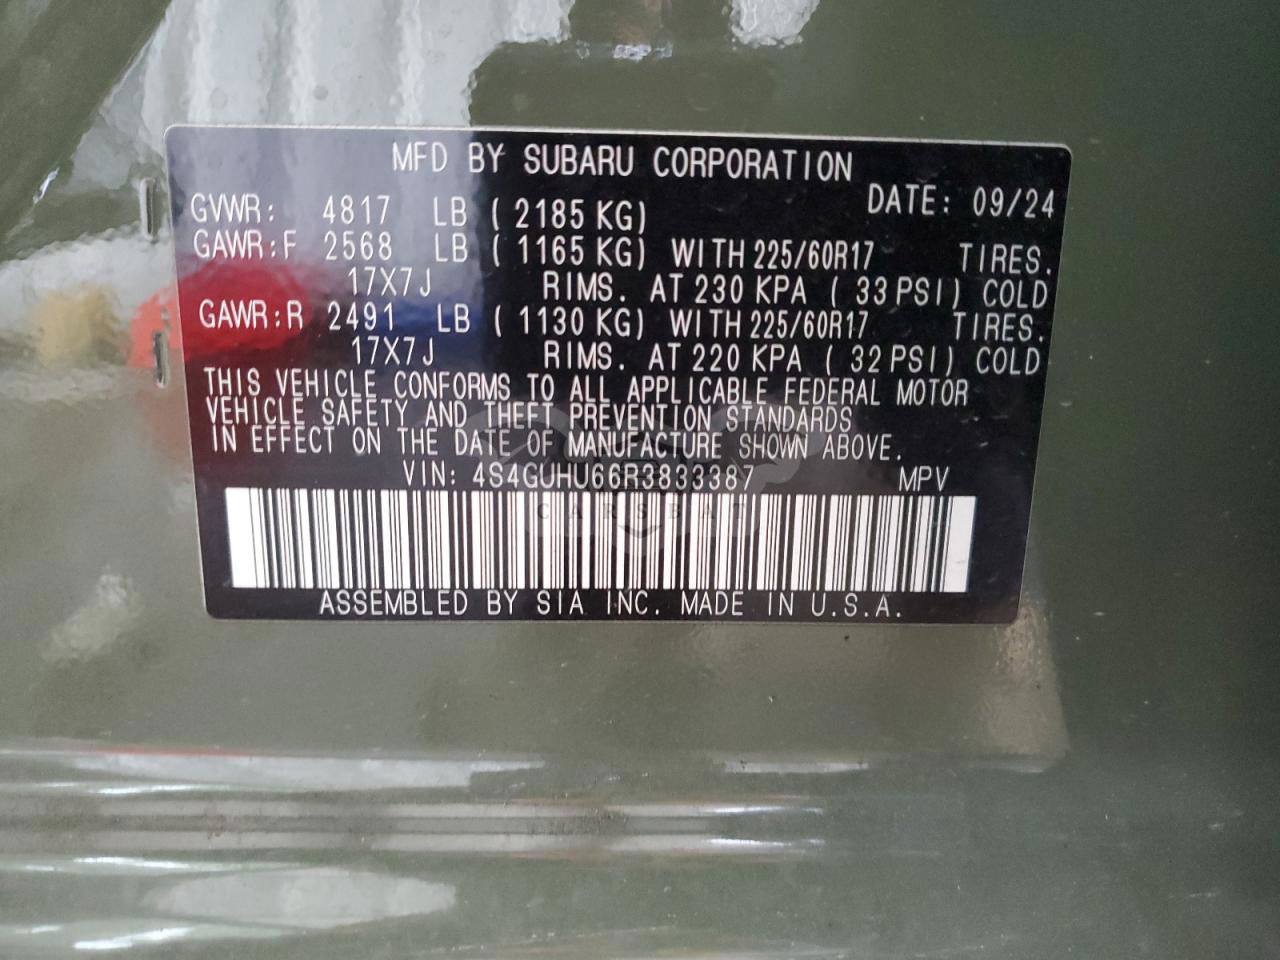 MFD BY SUBARU CORPORATION
DATE: 09/24
GVWR: 4817 LB ( 2185 KG)
GAWR:F 2568 LB ( 1165 KG) WITH 225/60R17 TIRES.
17X7J RIMS. AT 230 KPA ( 33 PSI) COLD
GAWR:R 2491 LB ( 1130 KG) WITH 225/60R17 TIRES.
17X7J RIMS. AT 220 KPA ( 32 PSI) COLD
THIS VEHICLE CONFORMS TO ALL APPLICABLE FEDERAL MOTOR
VEHICLE SAFETY AND THEFT PREVENTION STANDARDS
IN EFFECT ON THE DATE OF MANUFACTURE SHOWN ABOVE.
VIN: 4S4GUHU66R3833387 MPV
CARSBAT
ASSEMBLED BY SIA INC. MADE IN U.S.A.